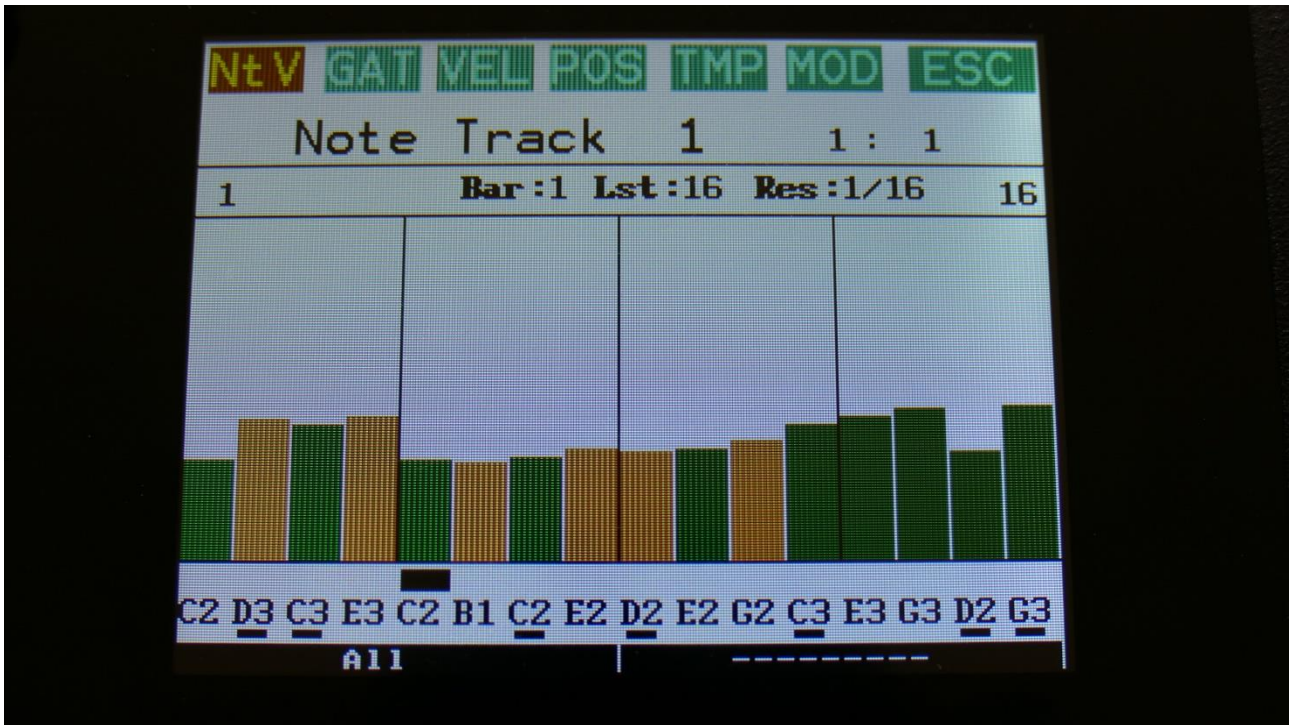 NtV GAT VEL POS TMP MOD ESC
Note Track 1 1 : 1
1 Bar:1 Lst:16 Res:1/16 16
C2 D3 C3 E3 C2 B1 C2 E2 D2 E2 G2 C3 E3 G3 D2 G3
All ---------